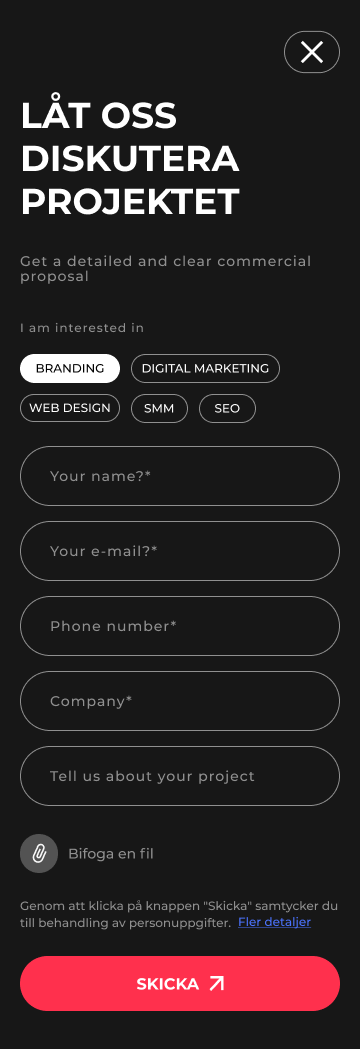 LÅT OSS
DISKUTERA
PROJEKTET
Get a detailed and clear commercial
proposal
I am interested in
BRANDING DIGITAL MARKETING
WEB DESIGN SMM SEO
Your name?*
Your e-mail?*
Phone number*
Company*
Tell us about your project
Bifoga en fil
Genom att klicka på knappen "Skicka" samtycker du
till behandling av personuppgifter. Fler detaljer
SKICKA